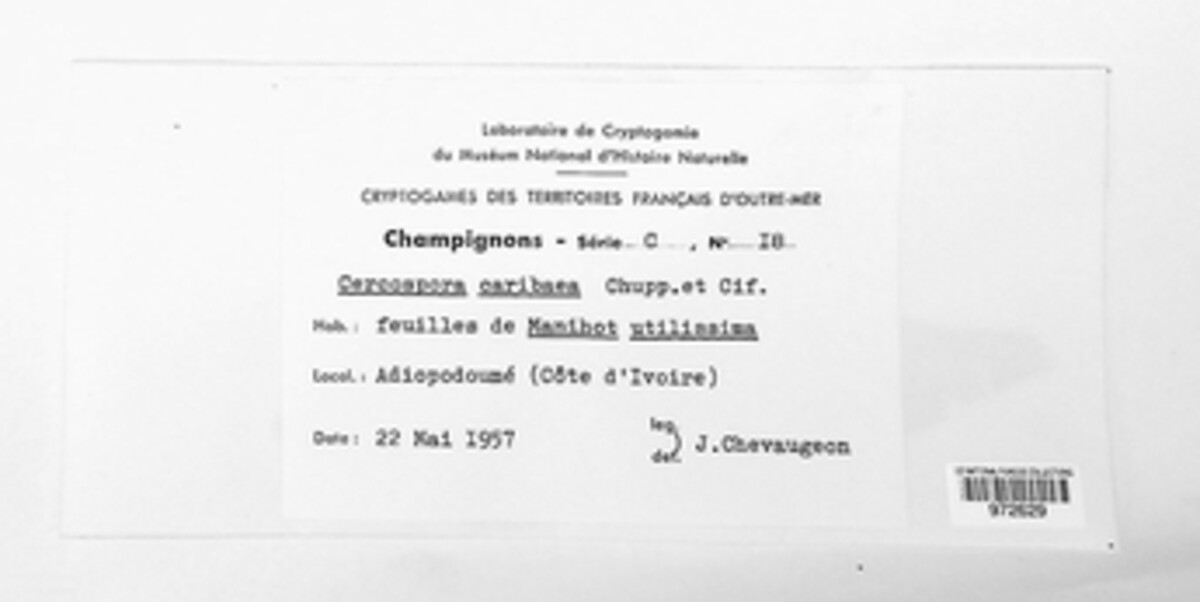 Laboratoire de Cryptogamie
du Muséum National d'Histoire Naturelle
CRYPTOGAMES DES TERRITOIRES FRANÇAIS D'OUTRE-MER
Champignons - Série C , N° I8
Cercospora caribaea Chupp.et Cif.
Hab. : feuilles de Manihot utilissima
Local. : Adiopodoumé (Côte d'Ivoire)
Date : 22 Mai I957
leg. det. ) J.Chevaugeon
972629